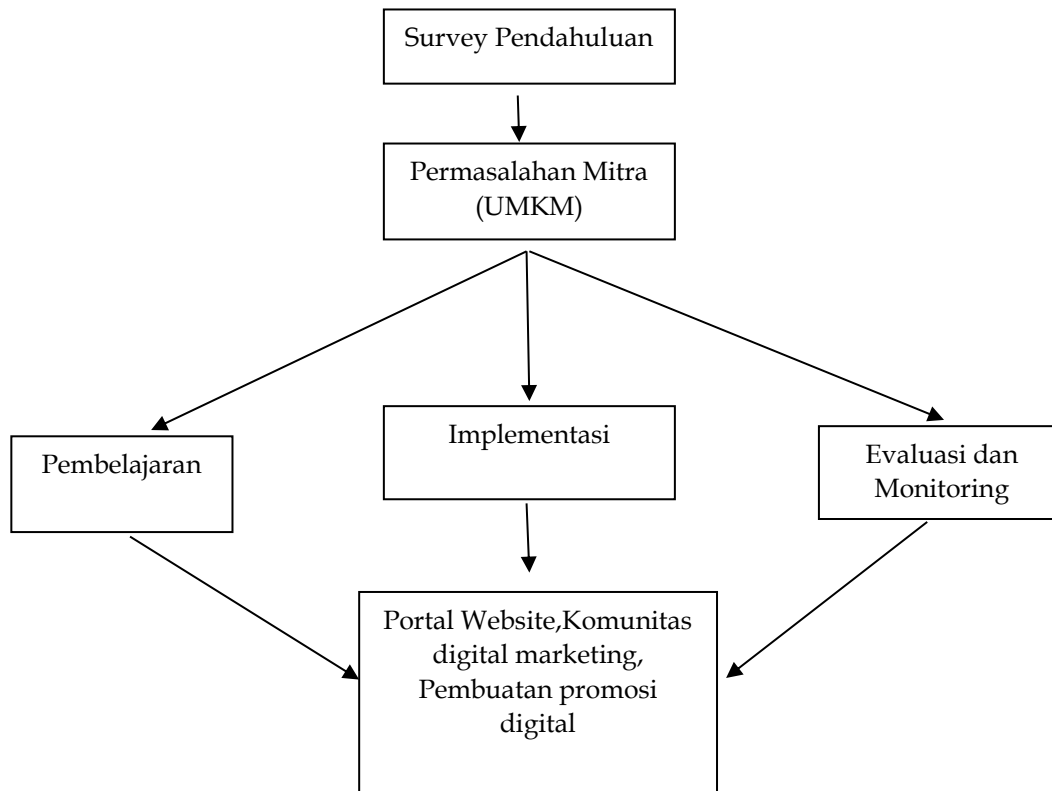 Survey Pendahuluan
Permasalahan Mitra
(UMKM)
Pembelajaran
Implementasi
Evaluasi dan
Monitoring
Portal Website,Komunitas
digital marketing,
Pembuatan promosi
digital